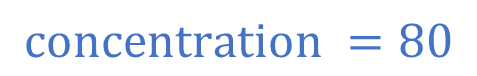 concentration = 80